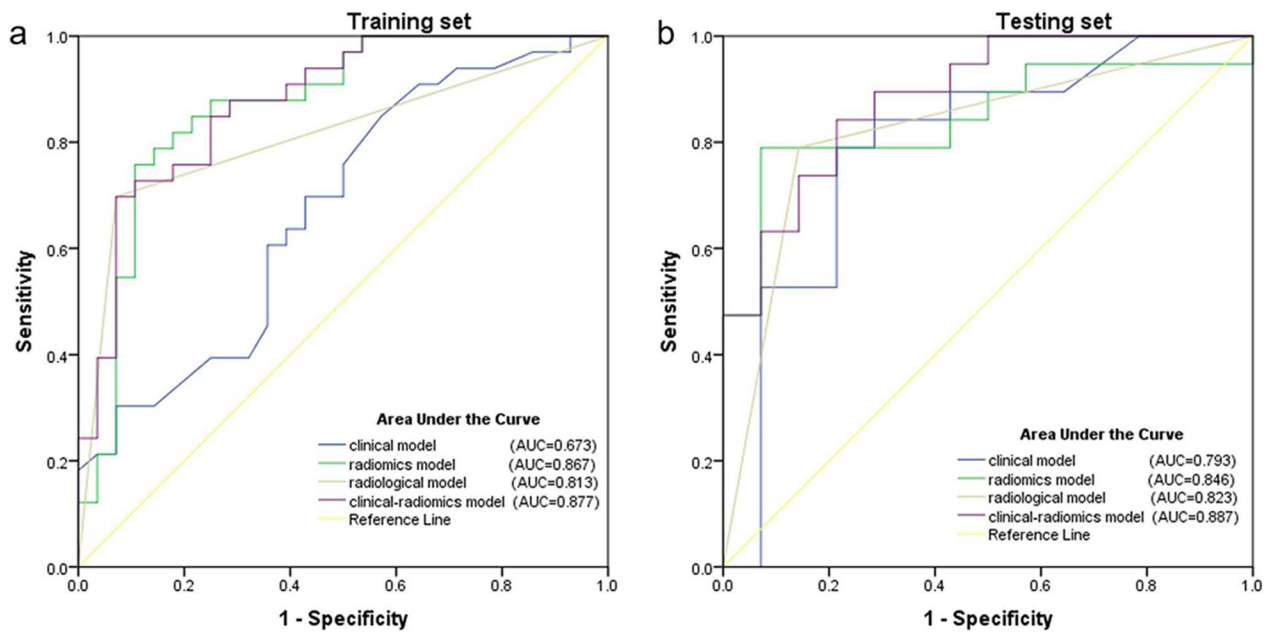 a
Training set
1.0
0.8
0.6
0.4
0.2
0.0
Sensitivity
Area Under the Curve
clinical model (AUC=0.673)
radiomics model (AUC=0.867)
radiological model (AUC=0.813)
clinical-radiomics model (AUC=0.877)
Reference Line
0.0 0.2 0.4 0.6 0.8 1.0
1 - Specificity
b
Testing set
1.0
0.8
0.6
0.4
0.2
0.0
Sensitivity
Area Under the Curve
clinical model (AUC=0.793)
radiomics model (AUC=0.846)
radiological model (AUC=0.823)
clinical-radiomics model (AUC=0.887)
Reference Line
0.0 0.2 0.4 0.6 0.8 1.0
1 - Specificity